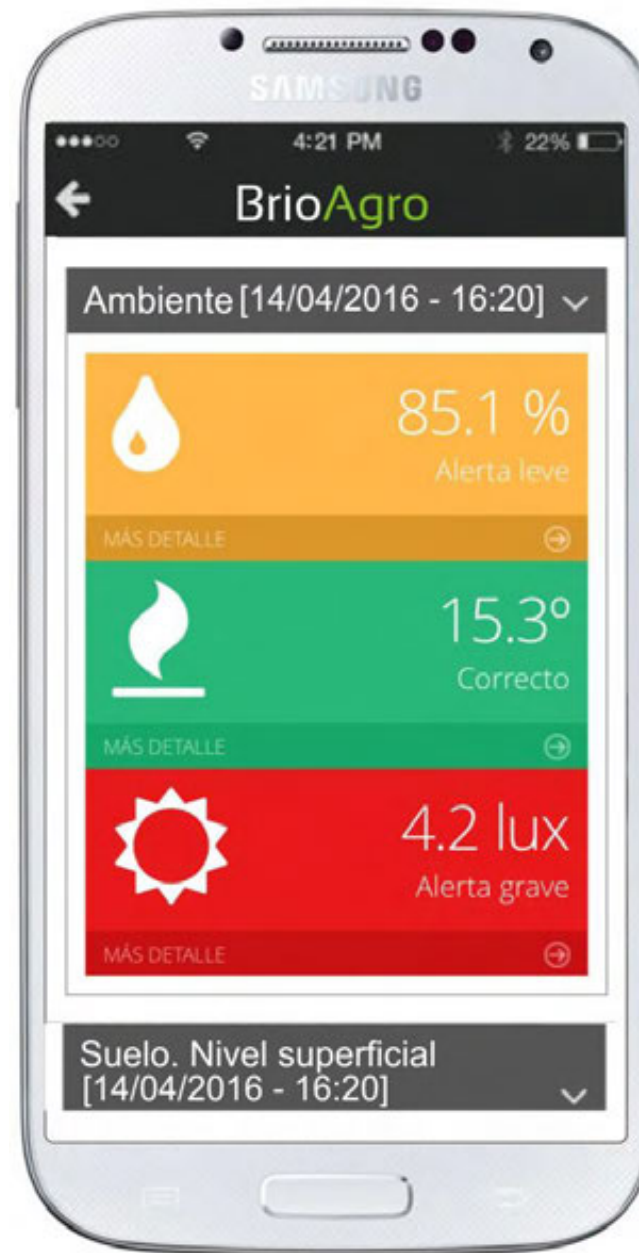 SAMSUNG
4:21 PM
22%
BrioAgro
Ambiente [14/04/2016 - 16:20]
85.1 %
Alerta leve
MÁS DETALLE
15.3º
Correcto
MÁS DETALLE
4.2 lux
Alerta grave
MÁS DETALLE
Suelo. Nivel superficial
[14/04/2016 - 16:20]